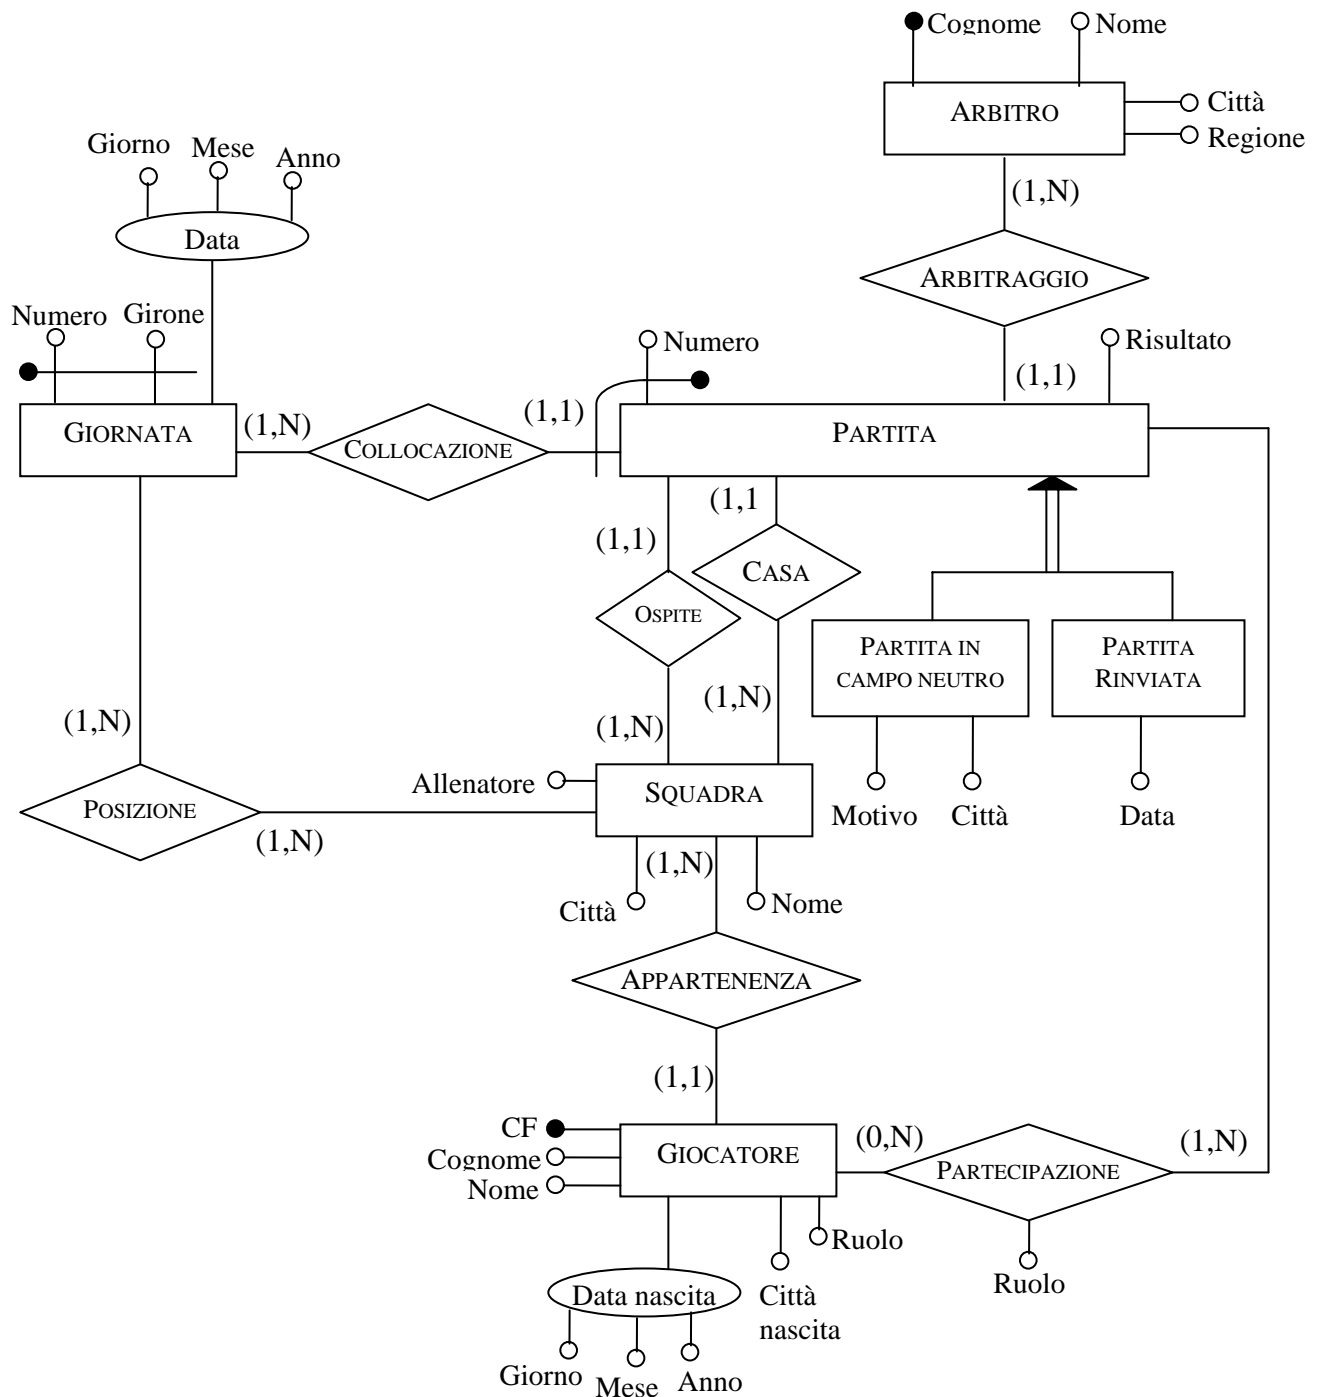 Cognome
Nome
ARBITRO
Città
Regione
Giorno
Mese
Anno
(1,N)
Data
ARBITRAGGIO
Numero
Girone
Numero
Risultato
(1,1)
GIORNATA
(1,N)
COLLOCAZIONE
(1,1)
PARTITA
(1,1
(1,1)
CASA
OSPITE
PARTITA IN
CAMPO NEUTRO
PARTITA
RINVIATA
(1,N)
(1,N)
(1,N)
Allenatore
SQUADRA
POSIZIONE
(1,N)
Motivo
Città
Data
(1,N)
Città
Nome
APPARTENENZA
(1,1)
CF
Cognome
Nome
GIOCATORE
(0,N)
PARTECIPAZIONE
(1,N)
Ruolo
Ruolo
Data nascita
Città
nascita
Giorno
Mese
Anno